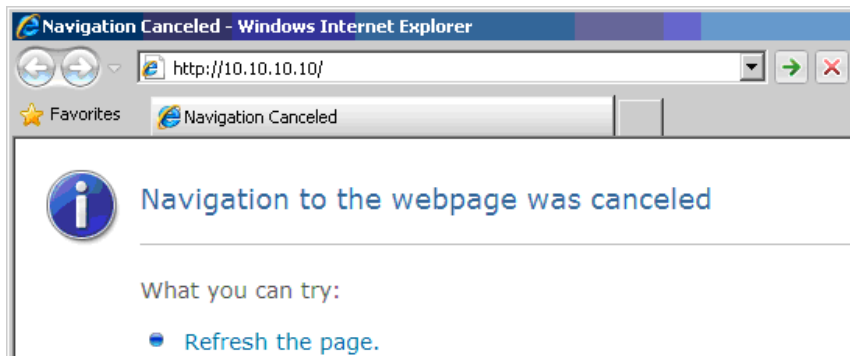 Navigation Canceled - Windows Internet Explorer
http://10.10.10.10/
Favorites
Navigation Canceled
Navigation to the webpage was canceled
What you can try:
Refresh the page.